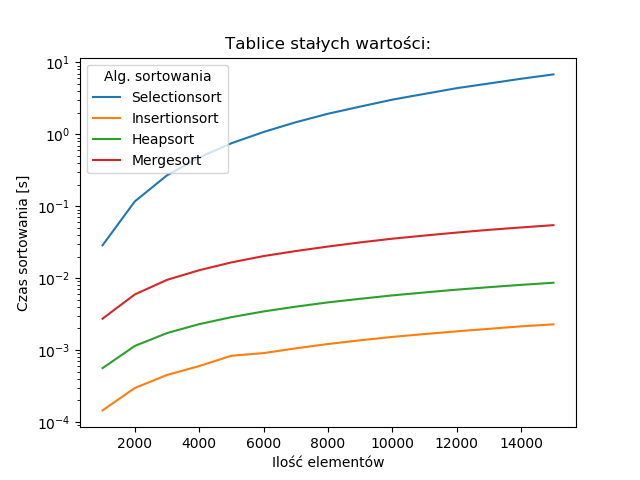 Tablice stałych wartości:
Alg. sortowania
Selectionsort
Insertionsort
Heapsort
Mergesort
Czas sortowania [s]
10¹
10⁰
10⁻¹
10⁻²
10⁻³
10⁻⁴
2000 4000 6000 8000 10000 12000 14000
Ilość elementów